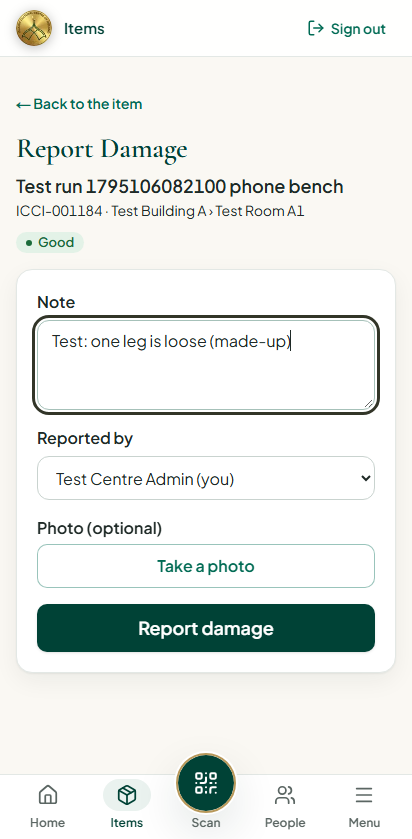 Items
Sign out
← Back to the item
Report Damage
Test run 1795106082100 phone bench
ICCI-001184 · Test Building A › Test Room A1
Good
Note
Test: one leg is loose (made-up)
Reported by
Test Centre Admin (you)
Photo (optional)
Take a photo
Report damage
Home
Items
Scan
People
Menu